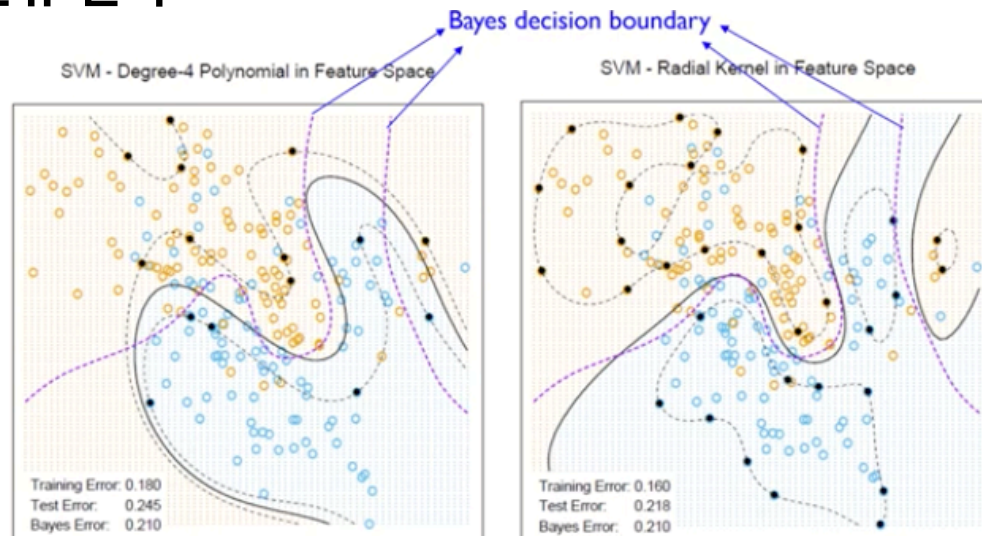 Bayes decision boundary
SVM - Degree-4 Polynomial in Feature Space
SVM - Radial Kernel in Feature Space
Training Error: 0.180
Test Error: 0.245
Bayes Error: 0.210
Training Error: 0.160
Test Error: 0.218
Bayes Error: 0.210